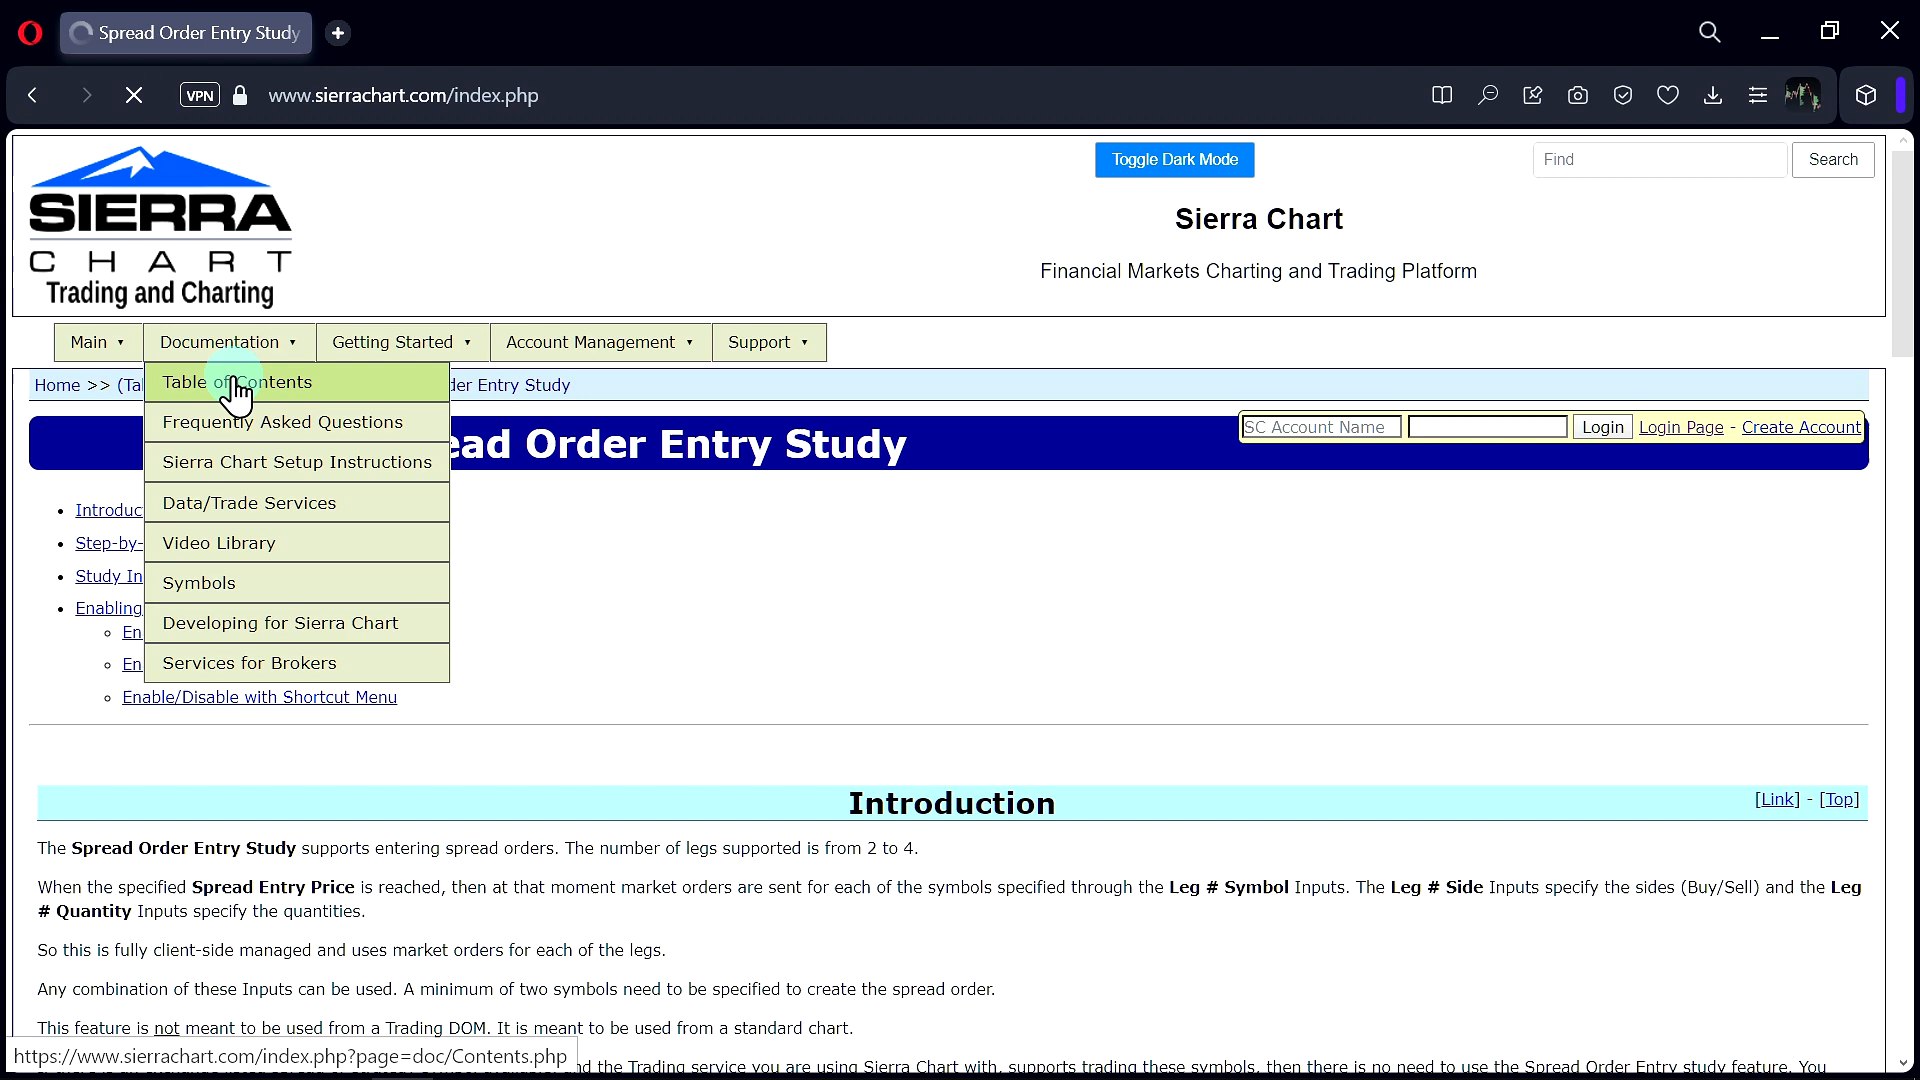 Spread Order Entry Study
VPN
www.sierrachart.com/index.php
SIERRA
CHART
Trading and Charting
Toggle Dark Mode
Find
Search
Sierra Chart
Financial Markets Charting and Trading Platform
Main
Documentation
Getting Started
Account Management
Support
Home >> (Ta
der Entry Study
Table of Contents
Frequently Asked Questions
Sierra Chart Setup Instructions
Data/Trade Services
Video Library
Symbols
Developing for Sierra Chart
Services for Brokers
ead Order Entry Study
SC Account Name
Login
Login Page - Create Account
Introduc
Step-by-
Study In
Enabling
En
En
Enable/Disable with Shortcut Menu
Introduction
[Link] - [Top]
The Spread Order Entry Study supports entering spread orders. The number of legs supported is from 2 to 4.
When the specified Spread Entry Price is reached, then at that moment market orders are sent for each of the symbols specified through the Leg # Symbol Inputs. The Leg # Side Inputs specify the sides (Buy/Sell) and the Leg
# Quantity Inputs specify the quantities.
So this is fully client-side managed and uses market orders for each of the legs.
Any combination of these Inputs can be used. A minimum of two symbols need to be specified to create the spread order.
This feature is not meant to be used from a Trading DOM. It is meant to be used from a standard chart.
https://www.sierrachart.com/index.php?page=doc/Contents.php
nd the Trading service you are using Sierra Chart with, supports trading these symbols, then there is no need to use the Spread Order Entry study feature. You